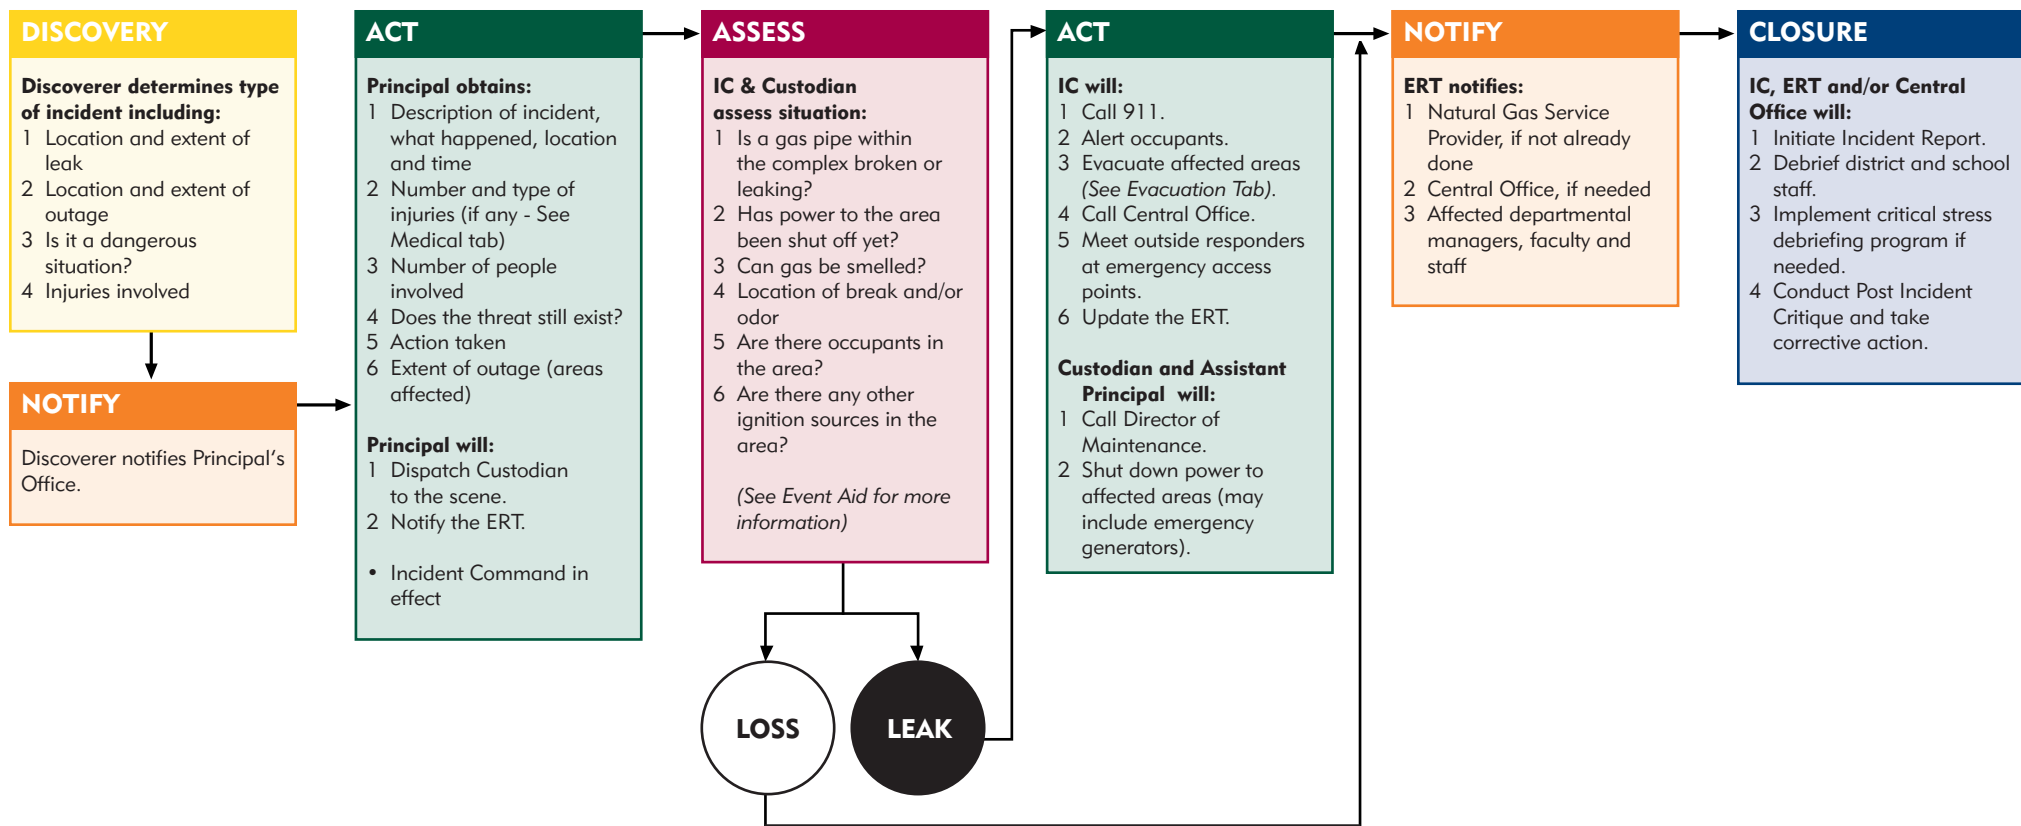 DISCOVERY
Discoverer determines type
of incident including:
1 Location and extent of
leak
2 Location and extent of
outage
3 Is it a dangerous
situation?
4 Injuries involved
NOTIFY
Discoverer notifies Principal's
Office.
ACT
Principal obtains:
1 Description of incident,
what happened, location
and time
2 Number and type of
injuries (if any - See
Medical tab)
3 Number of people
involved
4 Does the threat still exist?
5 Action taken
6 Extent of outage (areas
affected)
Principal will:
1 Dispatch Custodian
to the scene.
2 Notify the ERT.
• Incident Command in
effect
ASSESS
IC & Custodian
assess situation:
1 Is a gas pipe within
the complex broken or
leaking?
2 Has power to the area
been shut off yet?
3 Can gas be smelled?
4 Location of break and/or
odor
5 Are there occupants in
the area?
6 Are there any other
ignition sources in the
area?
(See Event Aid for more
information)
LOSS
LEAK
ACT
IC will:
1 Call 911.
2 Alert occupants.
3 Evacuate affected areas
(See Evacuation Tab).
4 Call Central Office.
5 Meet outside responders
at emergency access
points.
6 Update the ERT.
Custodian and Assistant
Principal will:
1 Call Director of
Maintenance.
2 Shut down power to
affected areas (may
include emergency
generators).
NOTIFY
ERT notifies:
1 Natural Gas Service
Provider, if not already
done
2 Central Office, if needed
3 Affected departmental
managers, faculty and
staff
CLOSURE
IC, ERT and/or Central
Office will:
1 Initiate Incident Report.
2 Debrief district and school
staff.
3 Implement critical stress
debriefing program if
needed.
4 Conduct Post Incident
Critique and take
corrective action.